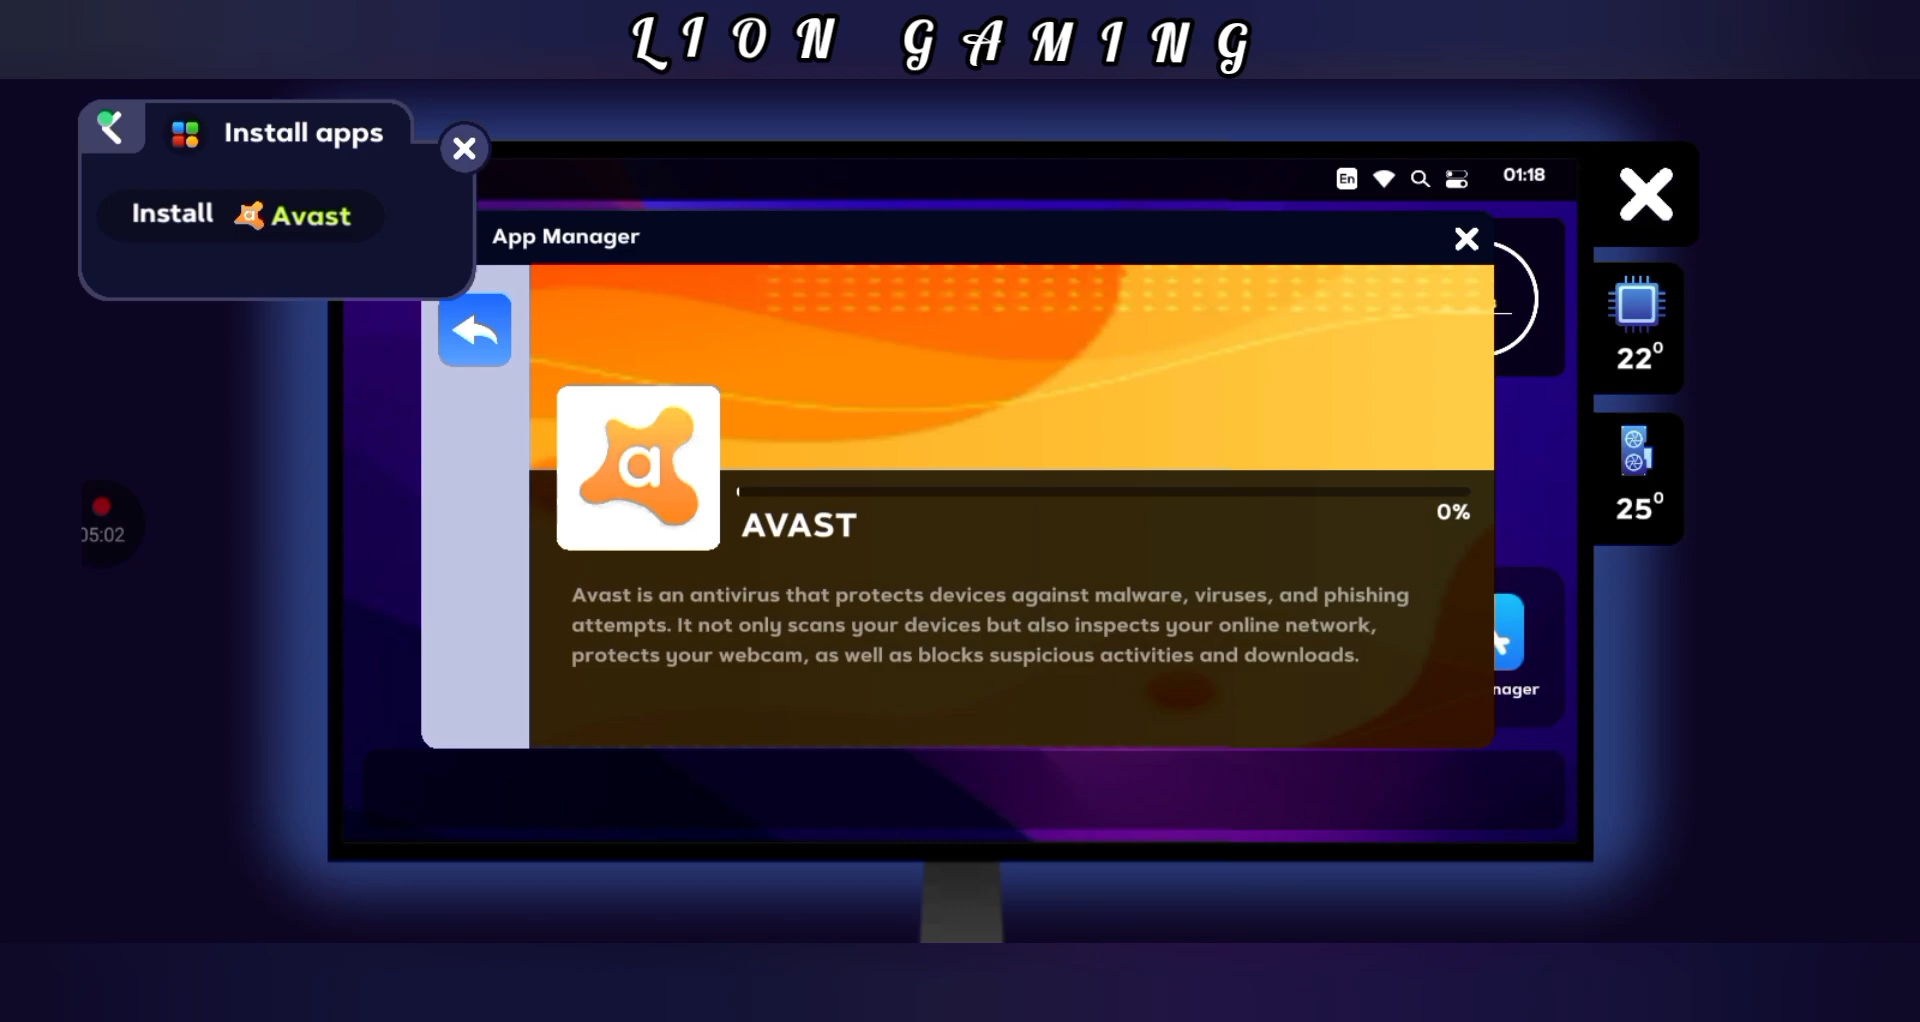 LION GAMING
Install apps
Install Avast
En
01:18
App Manager
22°
25°
05:02
a
0%
AVAST
Avast is an antivirus that protects devices against malware, viruses, and phishing
attempts. It not only scans your devices but also inspects your online network,
protects your webcam, as well as blocks suspicious activities and downloads.
nager